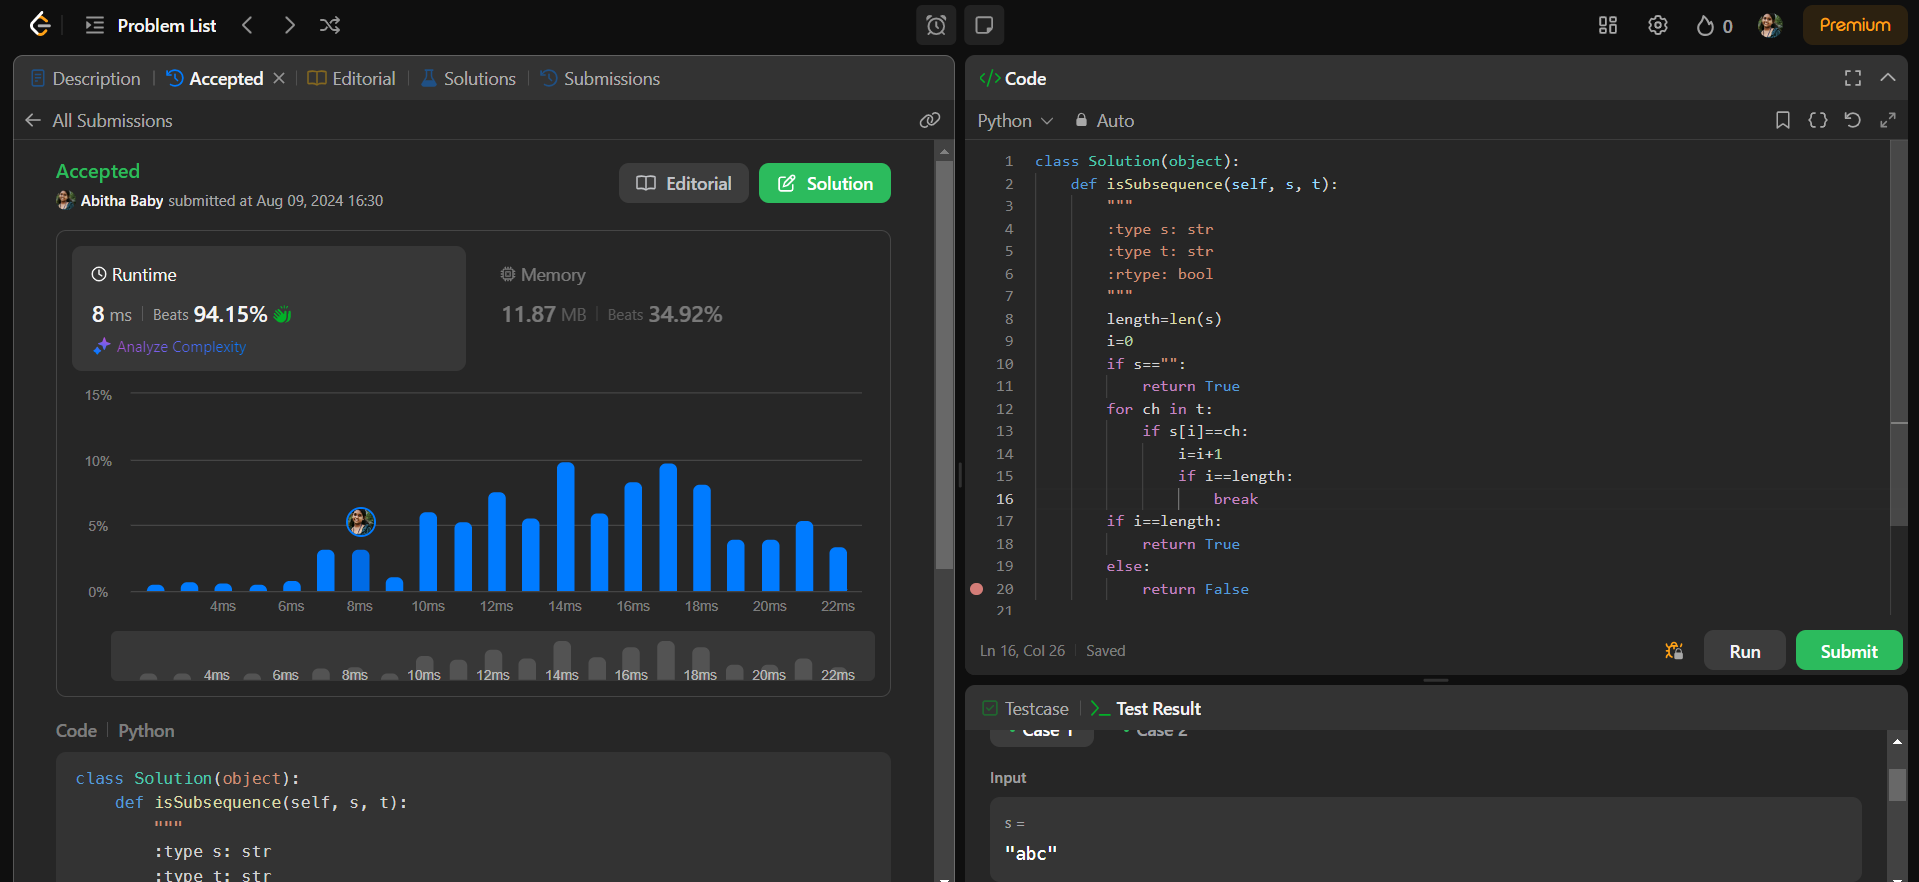 Problem List
0
Premium
Description
Accepted
Editorial
Solutions
Submissions
All Submissions
Accepted
Abitha Baby submitted at Aug 09, 2024 16:30
Editorial
Solution
Runtime
8 ms
Beats 94.15%
Analyze Complexity
Memory
11.87 MB
Beats 34.92%
15%
10%
5%
0%
4ms 6ms 8ms 10ms 12ms 14ms 16ms 18ms 20ms 22ms
4ms 6ms 8ms 10ms 12ms 14ms 16ms 18ms 20ms 22ms
Code
Python
class Solution(object):
def isSubsequence(self, s, t):
"""
:type s: str
:type t: str
Code
Python
Auto
1 class Solution(object):
2 def isSubsequence(self, s, t):
3 """
4 :type s: str
5 :type t: str
6 :rtype: bool
7 """
8 length=len(s)
9 i=0
10 if s=="":
11 return True
12 for ch in t:
13 if s[i]==ch:
14 i=i+1
15 if i==length:
16 break
17 if i==length:
18 return True
19 else:
20 return False
21
Ln 16, Col 26
Saved
Run
Submit
Testcase
Test Result
Case 1
Case 2
Input
s =
"abc"